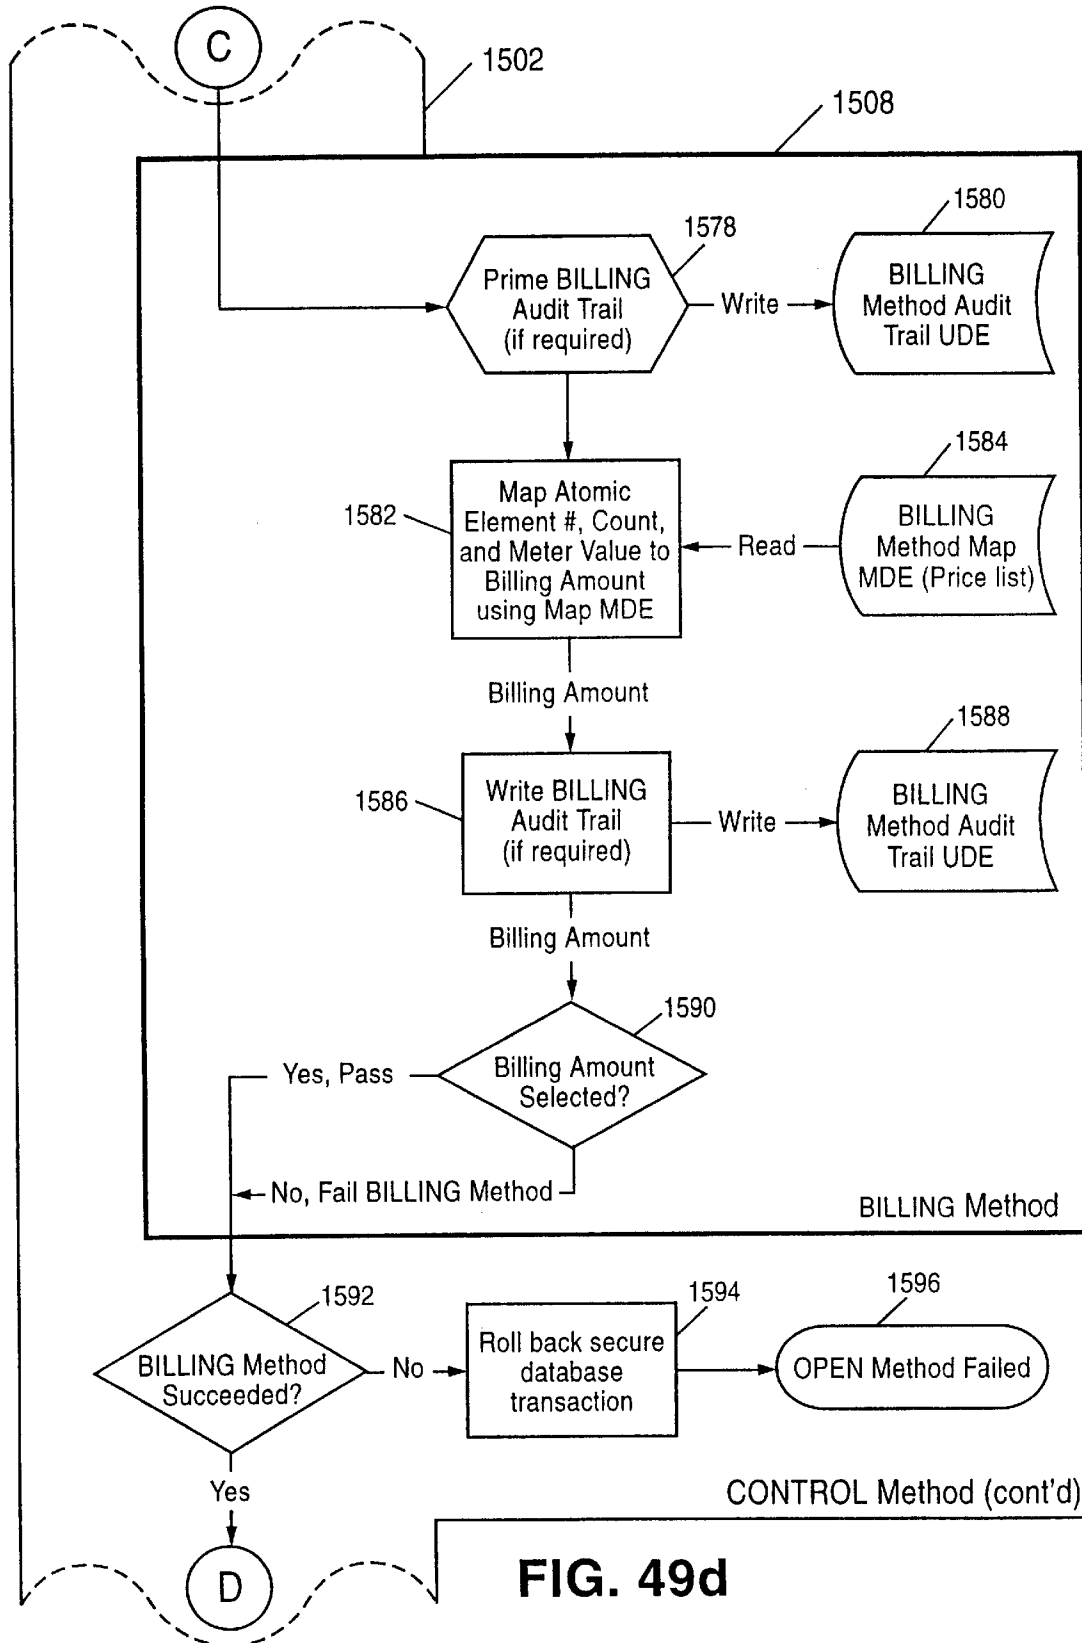 C
1502
1508
1580
1578
Prime BILLING
Audit Trail
(if required)
Write
BILLING
Method Audit
Trail UDE
1584
1582
Map Atomic
Element #, Count,
and Meter Value to
Billing Amount
using Map MDE
Read
BILLING
Method Map
MDE (Price list)
Billing Amount
1588
1586
Write BILLING
Audit Trail
(if required)
Write
BILLING
Method Audit
Trail UDE
Billing Amount
1590
Billing Amount
Selected?
Yes, Pass
No, Fail BILLING Method
BILLING Method
1592
BILLING Method
Succeeded?
No
1594
Roll back secure
database
transaction
1596
OPEN Method Failed
Yes
CONTROL Method (cont'd)
D
FIG. 49d